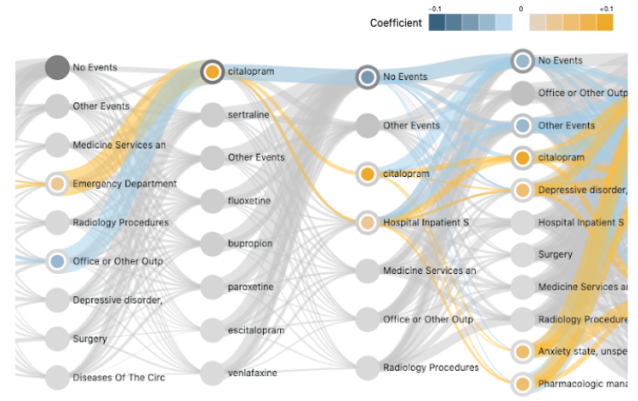 -0.1 0 +0.1
Coefficient
No Events
Other Events
Medicine Services an
Emergency Department
Radiology Procedures
Office or Other Outp
Depressive disorder,
Surgery
Diseases Of The Circ
citalopram
sertraline
Other Events
fluoxetine
bupropion
paroxetine
escitalopram
venlafaxine
No Events
Other Events
citalopram
Hospital Inpatient S
Medicine Services an
Office or Other Outp
Radiology Procedures
No Events
Office or Other Outp
Other Events
citalopram
Depressive disorder,
Hospital Inpatient S
Surgery
Medicine Services an
Radiology Procedure
Anxiety state, unspe
Pharmacologic mana